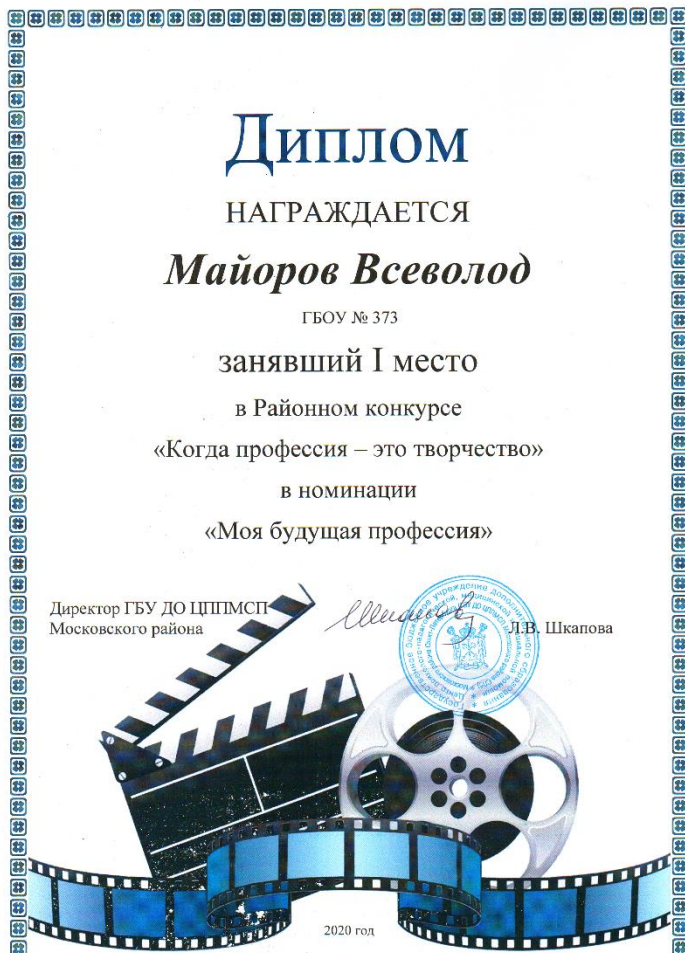 Диплом
НАГРАЖДАЕТСЯ
Майоров Всеволод
ГБОУ № 373
занявший I место
в Районном конкурсе
«Когда профессия – это творчество»
в номинации
«Моя будущая профессия»
Директор ГБУ ДО ЦППМСП
Московского района
Л.В. Шкапова
2020 год